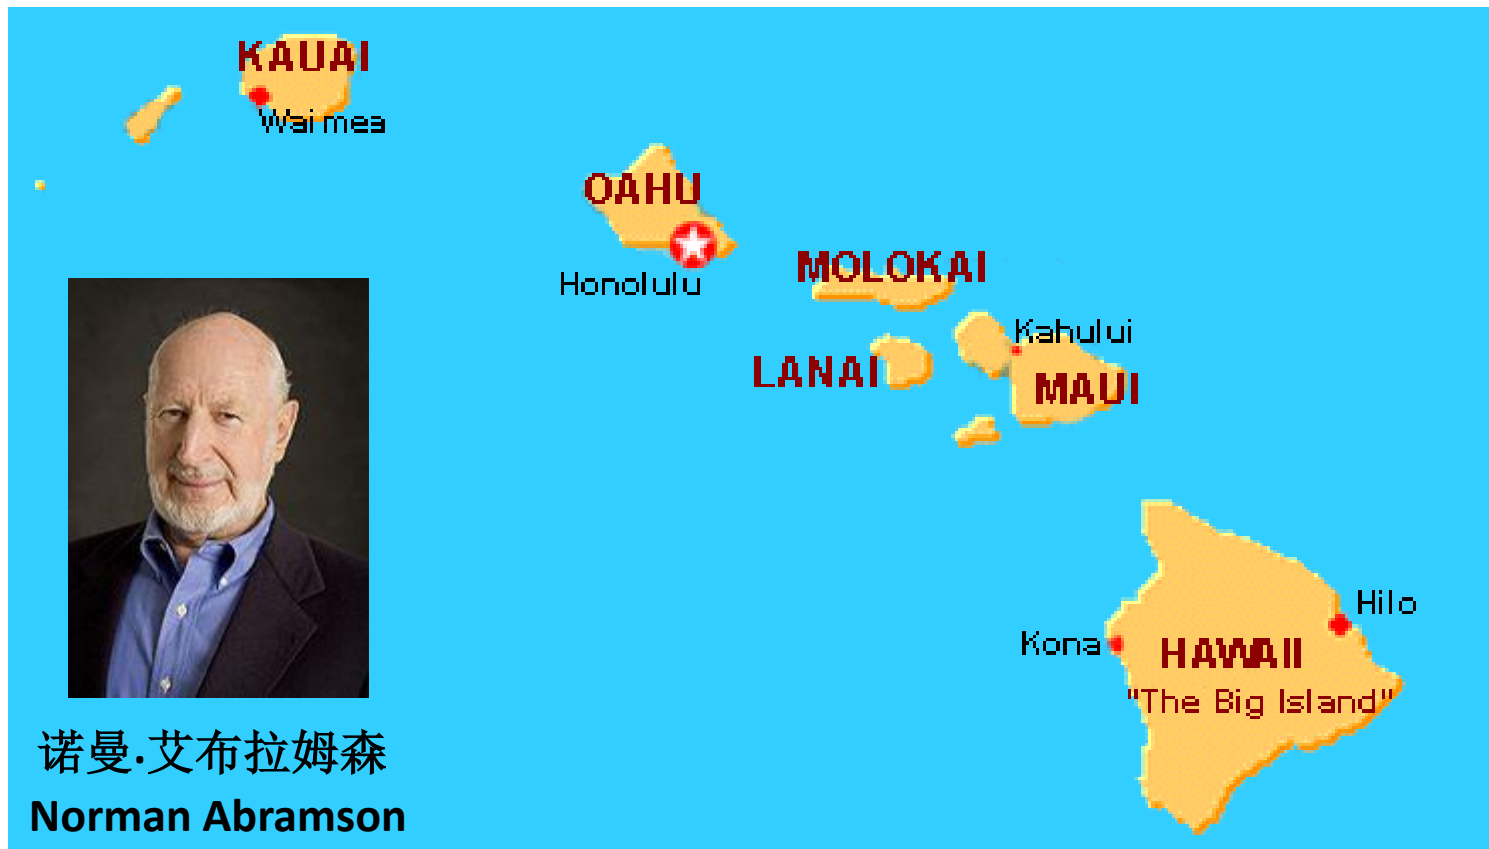 KAUAI
Waimea
OAHU
Honolulu
MOLOKAI
Kahului
LANAI
MAUI
Hilo
Kona
HAWAII
"The Big Island"
诺曼.艾布拉姆森
Norman Abramson